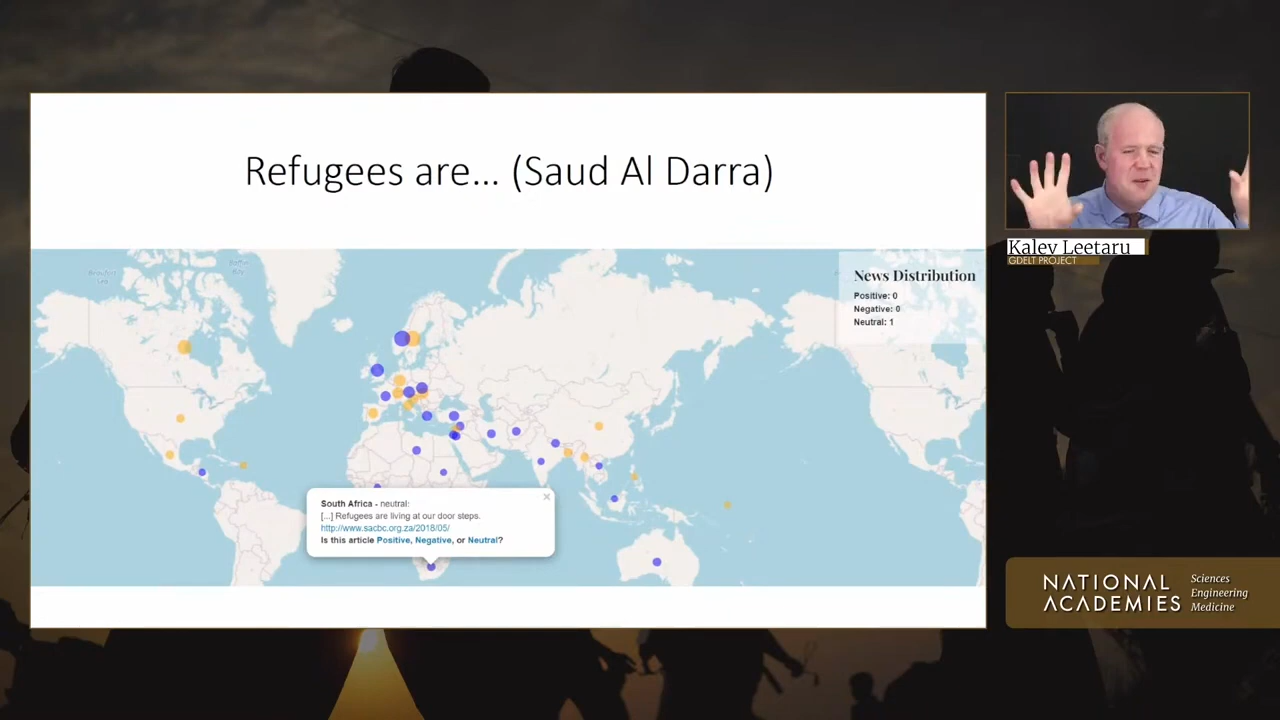 Refugees are... (Saud Al Darra)
News Distribution
Positive: 0
Negative: 0
Neutral: 1
South Africa - neutral:
[...] Refugees are living at our door steps.
http://www.sacbc.org.za/2018/05/
Is this article Positive, Negative, or Neutral?
×
Kalev Leetaru
GDELT PROJECT
NATIONAL
ACADEMIES
Sciences
Engineering
Medicine